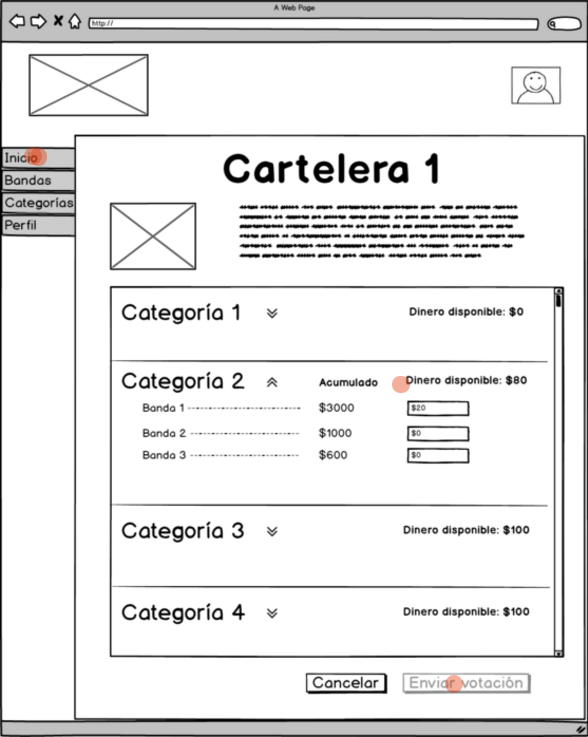 A Web Page
http://
Inicio
Bandas
Categorías
Perfil
Cartelera 1
Categoría 1 Dinero disponible: $0
Categoría 2 Acumulado Dinero disponible: $80
Banda 1 $3000 $20
Banda 2 $1000 $0
Banda 3 $600 $0
Categoría 3 Dinero disponible: $100
Categoría 4 Dinero disponible: $100
Cancelar Enviar votación